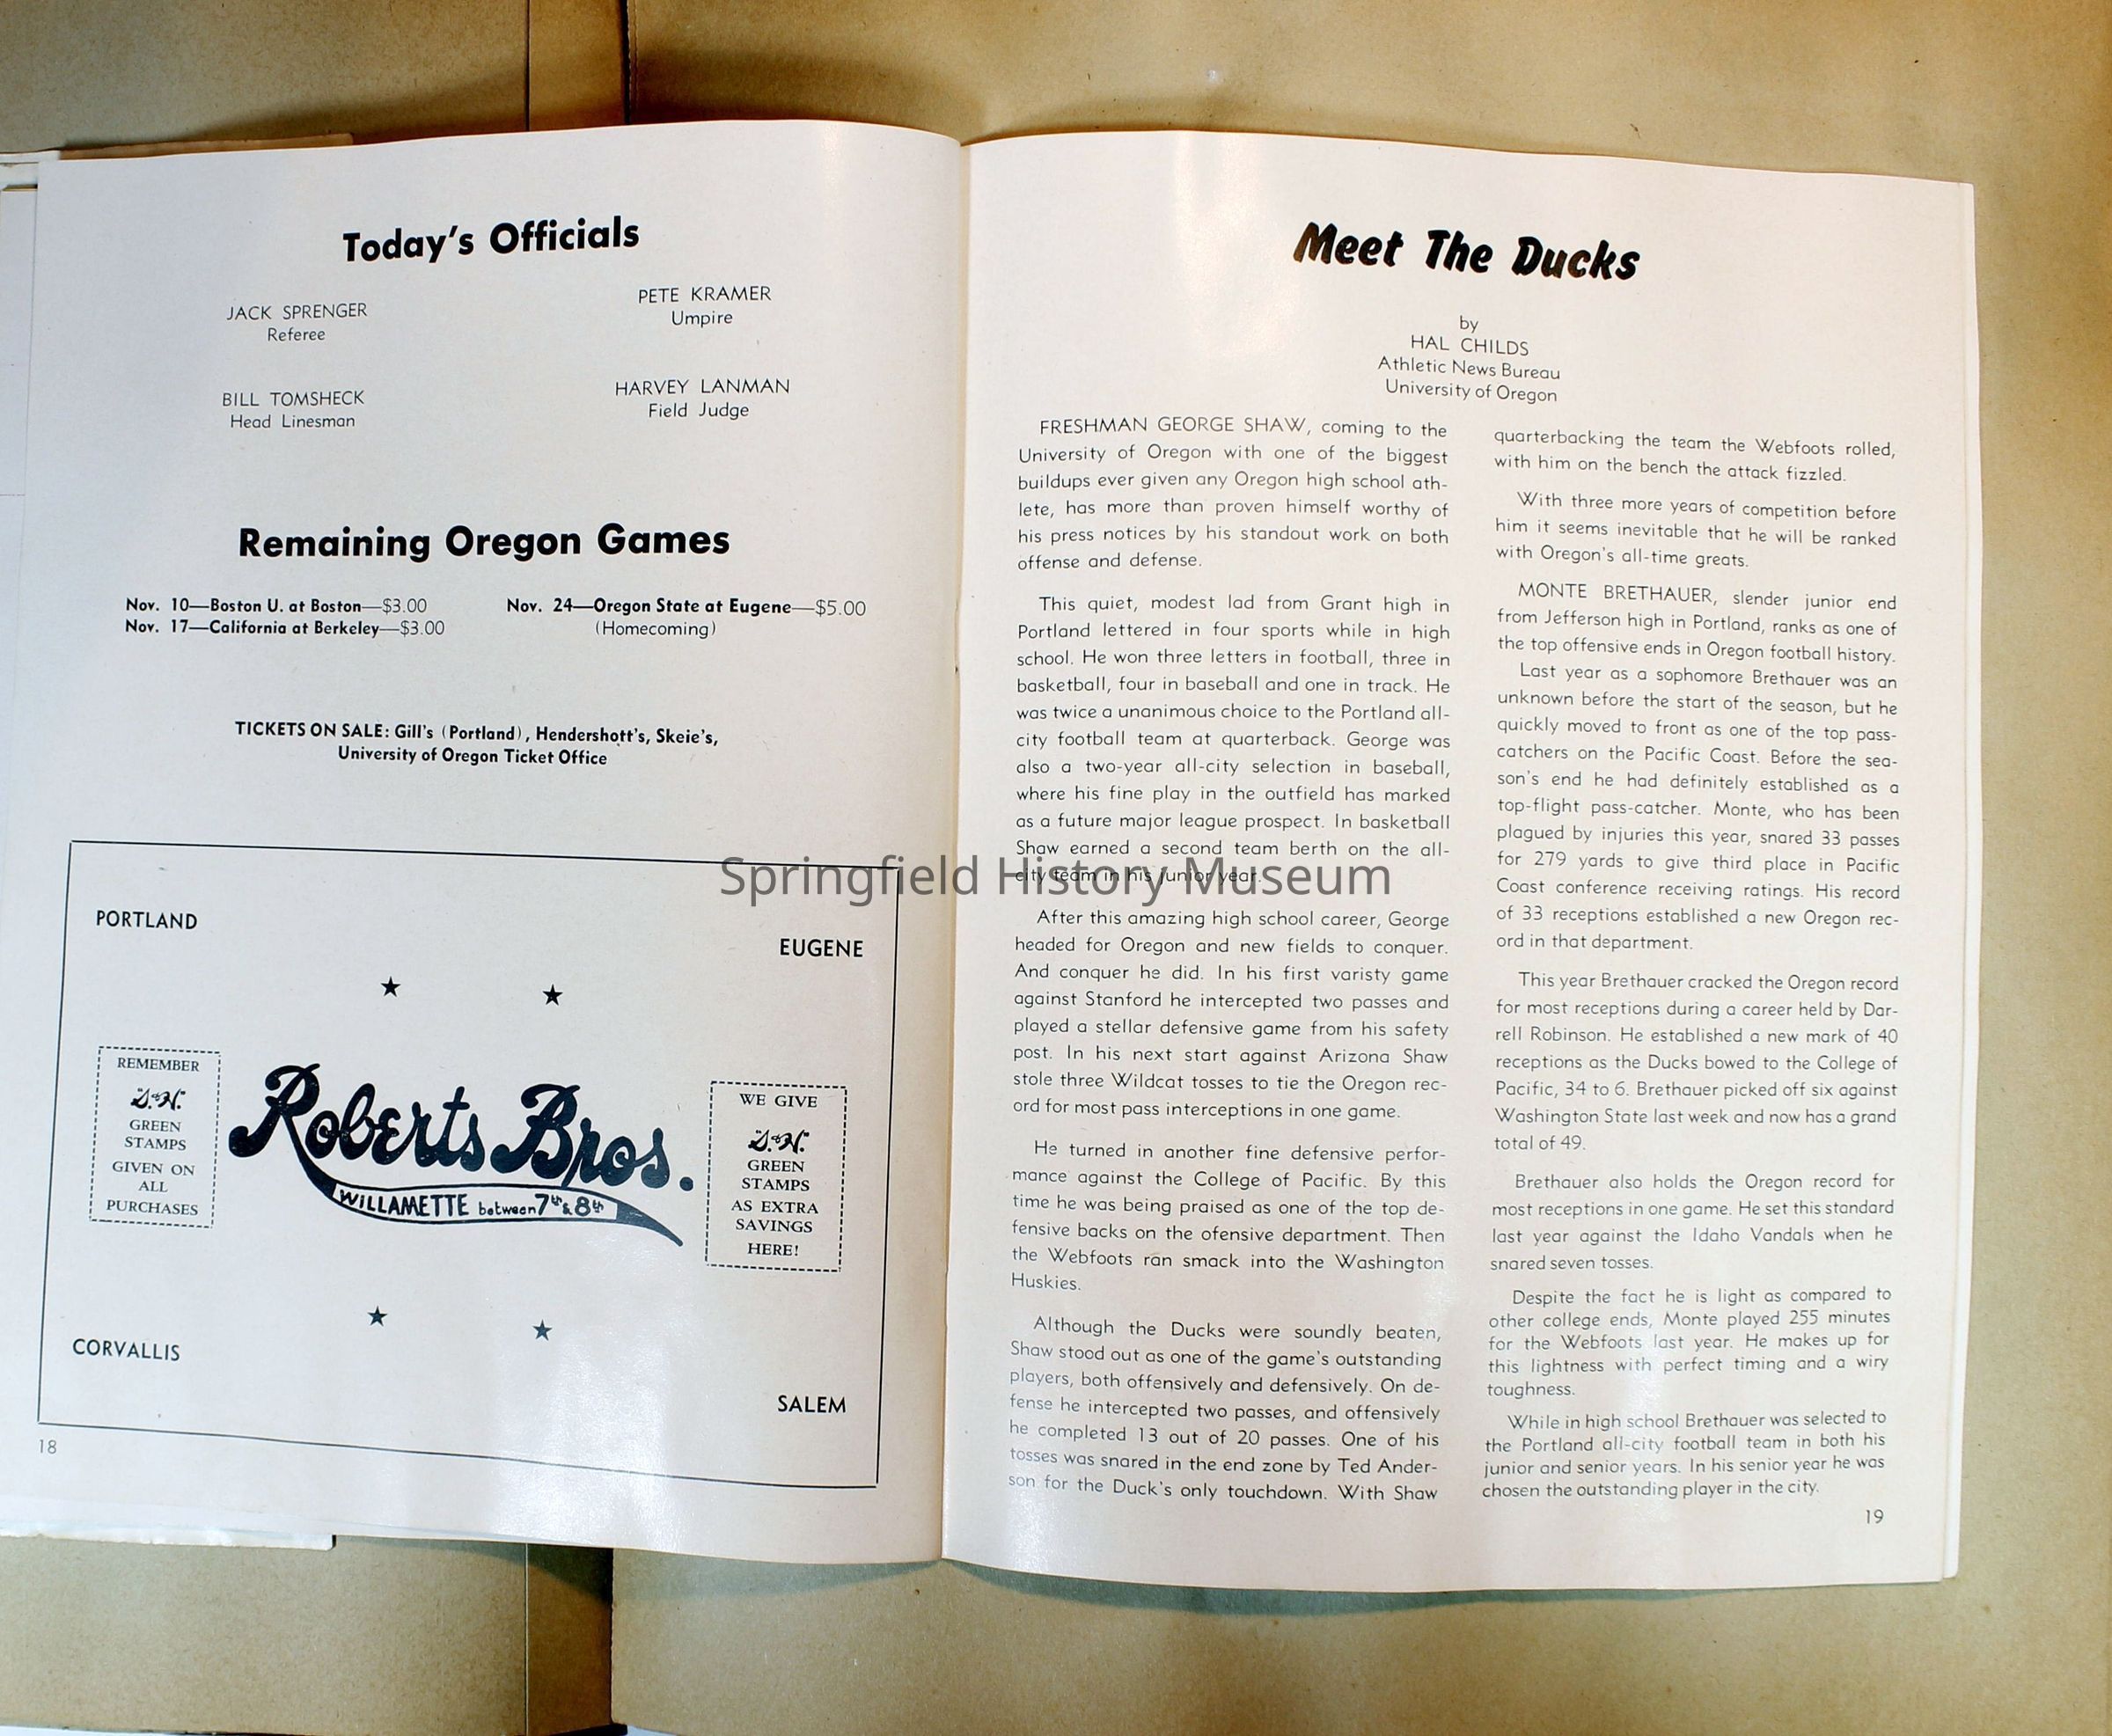 Today's Officials
JACK SPRENGER
Referee
PETE KRAMER
Umpire
BILL TOMSHECK
Head Linesman
HARVEY LANMAN
Field Judge
Remaining Oregon Games
Nov. 10—Boston U. at Boston—$3.00
Nov. 17—California at Berkeley—$3.00
Nov. 24—Oregon State at Eugene—$5.00
(Homecoming)
TICKETS ON SALE: Gill's (Portland), Hendershott's, Skeie's,
University of Oregon Ticket Office
PORTLAND
EUGENE
REMEMBER
"S.&H."
GREEN
STAMPS
GIVEN ON
ALL
PURCHASES
Roberts Bros.
WILLAMETTE between 7th & 8th
WE GIVE
"S.&H."
GREEN
STAMPS
AS EXTRA
SAVINGS
HERE!
CORVALLIS
SALEM
18
Meet The Ducks
by
HAL CHILDS
Athletic News Bureau
University of Oregon
FRESHMAN GEORGE SHAW, coming to the
University of Oregon with one of the biggest
buildups ever given any Oregon high school ath-
lete, has more than proven himself worthy of
his press notices by his standout work on both
offense and defense.
This quiet, modest lad from Grant high in
Portland lettered in four sports while in high
school. He won three letters in football, three in
basketball, four in baseball and one in track. He
was twice a unanimous choice to the Portland all-
city football team at quarterback. George was
also a two-year all-city selection in baseball,
where his fine play in the outfield has marked
as a future major league prospect. In basketball
Shaw earned a second team berth on the all-
city team in his junior year.
After this amazing high school career, George
headed for Oregon and new fields to conquer.
And conquer he did. In his first varisty game
against Stanford he intercepted two passes and
played a stellar defensive game from his safety
post. In his next start against Arizona Shaw
stole three Wildcat tosses to tie the Oregon rec-
ord for most pass interceptions in one game.
He turned in another fine defensive perfor-
mance against the College of Pacific. By this
time he was being praised as one of the top de-
fensive backs on the ofensive department. Then
the Webfoots ran smack into the Washington
Huskies.
Although the Ducks were soundly beaten,
Shaw stood out as one of the game's outstanding
players, both offensively and defensively. On de-
fense he intercepted two passes, and offensively
he completed 13 out of 20 passes. One of his
tosses was snared in the end zone by Ted Ander-
son for the Duck's only touchdown. With Shaw
quarterbacking the team the Webfoots rolled,
with him on the bench the attack fizzled.
With three more years of competition before
him it seems inevitable that he will be ranked
with Oregon's all-time greats.
MONTE BRETHAUER, slender junior end
from Jefferson high in Portland, ranks as one of
the top offensive ends in Oregon football history.
Last year as a sophomore Brethauer was an
unknown before the start of the season, but he
quickly moved to front as one of the top pass-
catchers on the Pacific Coast. Before the sea-
son's end he had definitely established as a
top-flight pass-catcher. Monte, who has been
plagued by injuries this year, snared 33 passes
for 279 yards to give third place in Pacific
Coast conference receiving ratings. His record
of 33 receptions established a new Oregon rec-
ord in that department.
This year Brethauer cracked the Oregon record
for most receptions during a career held by Dar-
rell Robinson. He established a new mark of 40
receptions as the Ducks bowed to the College of
Pacific, 34 to 6. Brethauer picked off six against
Washington State last week and now has a grand
total of 49.
Brethauer also holds the Oregon record for
most receptions in one game. He set this standard
last year against the Idaho Vandals when he
snared seven tosses.
Despite the fact he is light as compared to
other college ends, Monte played 255 minutes
for the Webfoots last year. He makes up for
this lightness with perfect timing and a wiry
toughness.
While in high school Brethauer was selected to
the Portland all-city football team in both his
junior and senior years. In his senior year he was
chosen the outstanding player in the city.
19
Springfield History Museum